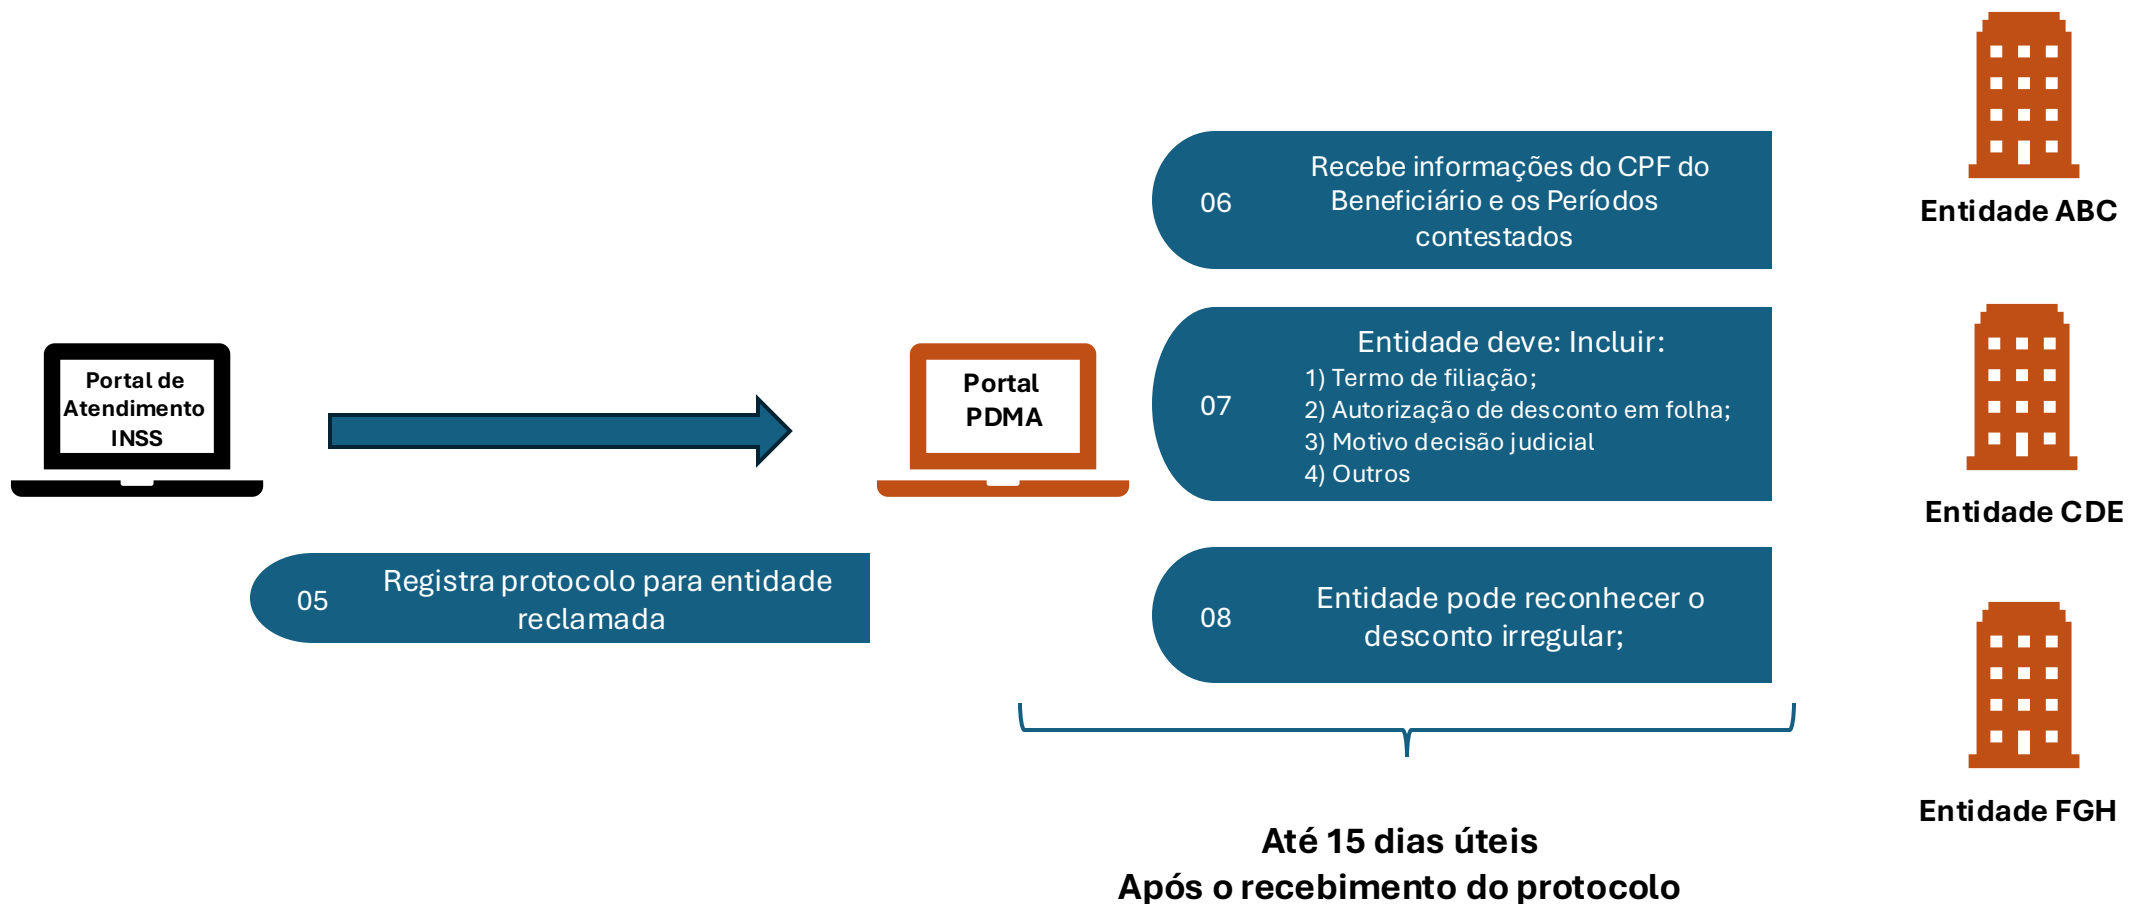 Portal de
Atendimento
INSS
05
Registra protocolo para entidade
reclamada
Portal
PDMA
06
Recebe informações do CPF do
Beneficiário e os Períodos
contestados
07
Entidade deve: Incluir:
1) Termo de filiação;
2) Autorização de desconto em folha;
3) Motivo decisão judicial
4) Outros
08
Entidade pode reconhecer o
desconto irregular;
Até 15 dias úteis
Após o recebimento do protocolo
Entidade ABC
Entidade CDE
Entidade FGH